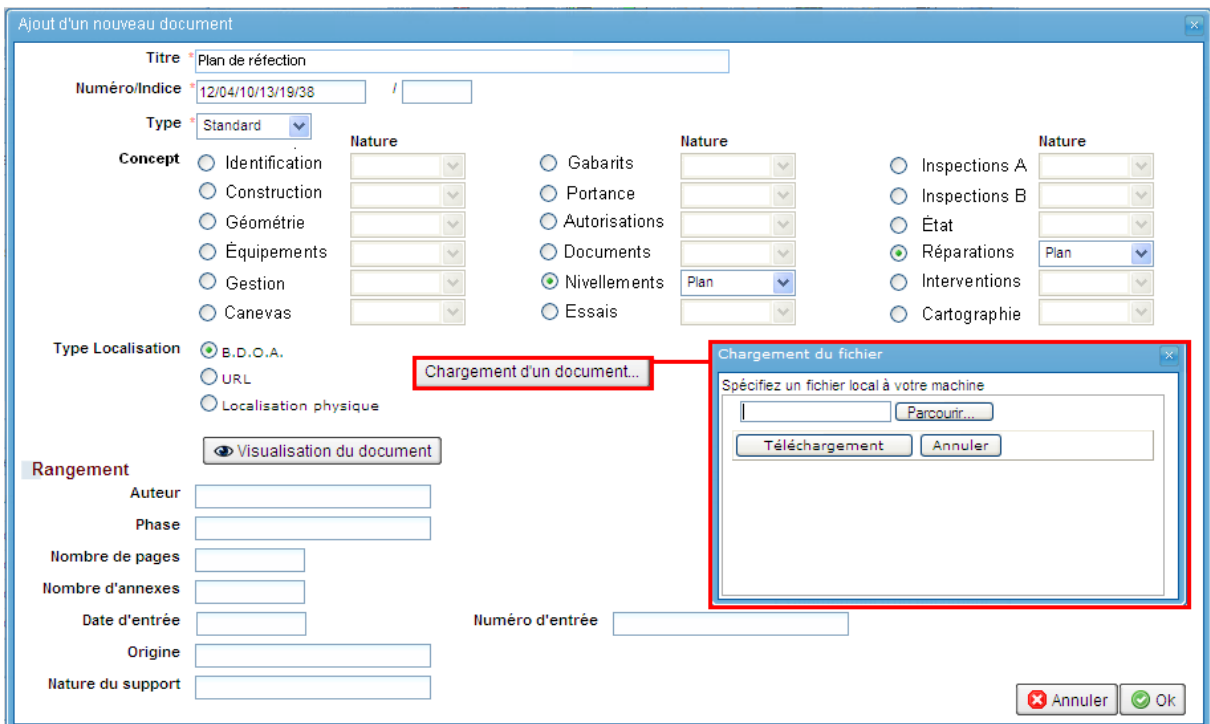 Ajout d'un nouveau document
Titre * Plan de réfection
Numéro/Indice * 12/04/10/13/19/38 /
Type * Standard
Nature Nature Nature
Concept Identification Gabarits Inspections A
Construction Portance Inspections B
Géométrie Autorisations État
Équipements Documents Réparations Plan
Gestion Nivellements Plan Interventions
Canevas Essais Cartographie
Type Localisation B.D.O.A.
URL
Localisation physique
Chargement d'un document...
Chargement du fichier
Spécifiez un fichier local à votre machine
Parcourir...
Téléchargement Annuler
Visualisation du document
Rangement
Auteur
Phase
Nombre de pages
Nombre d'annexes
Date d'entrée Numéro d'entrée
Origine
Nature du support
Annuler Ok